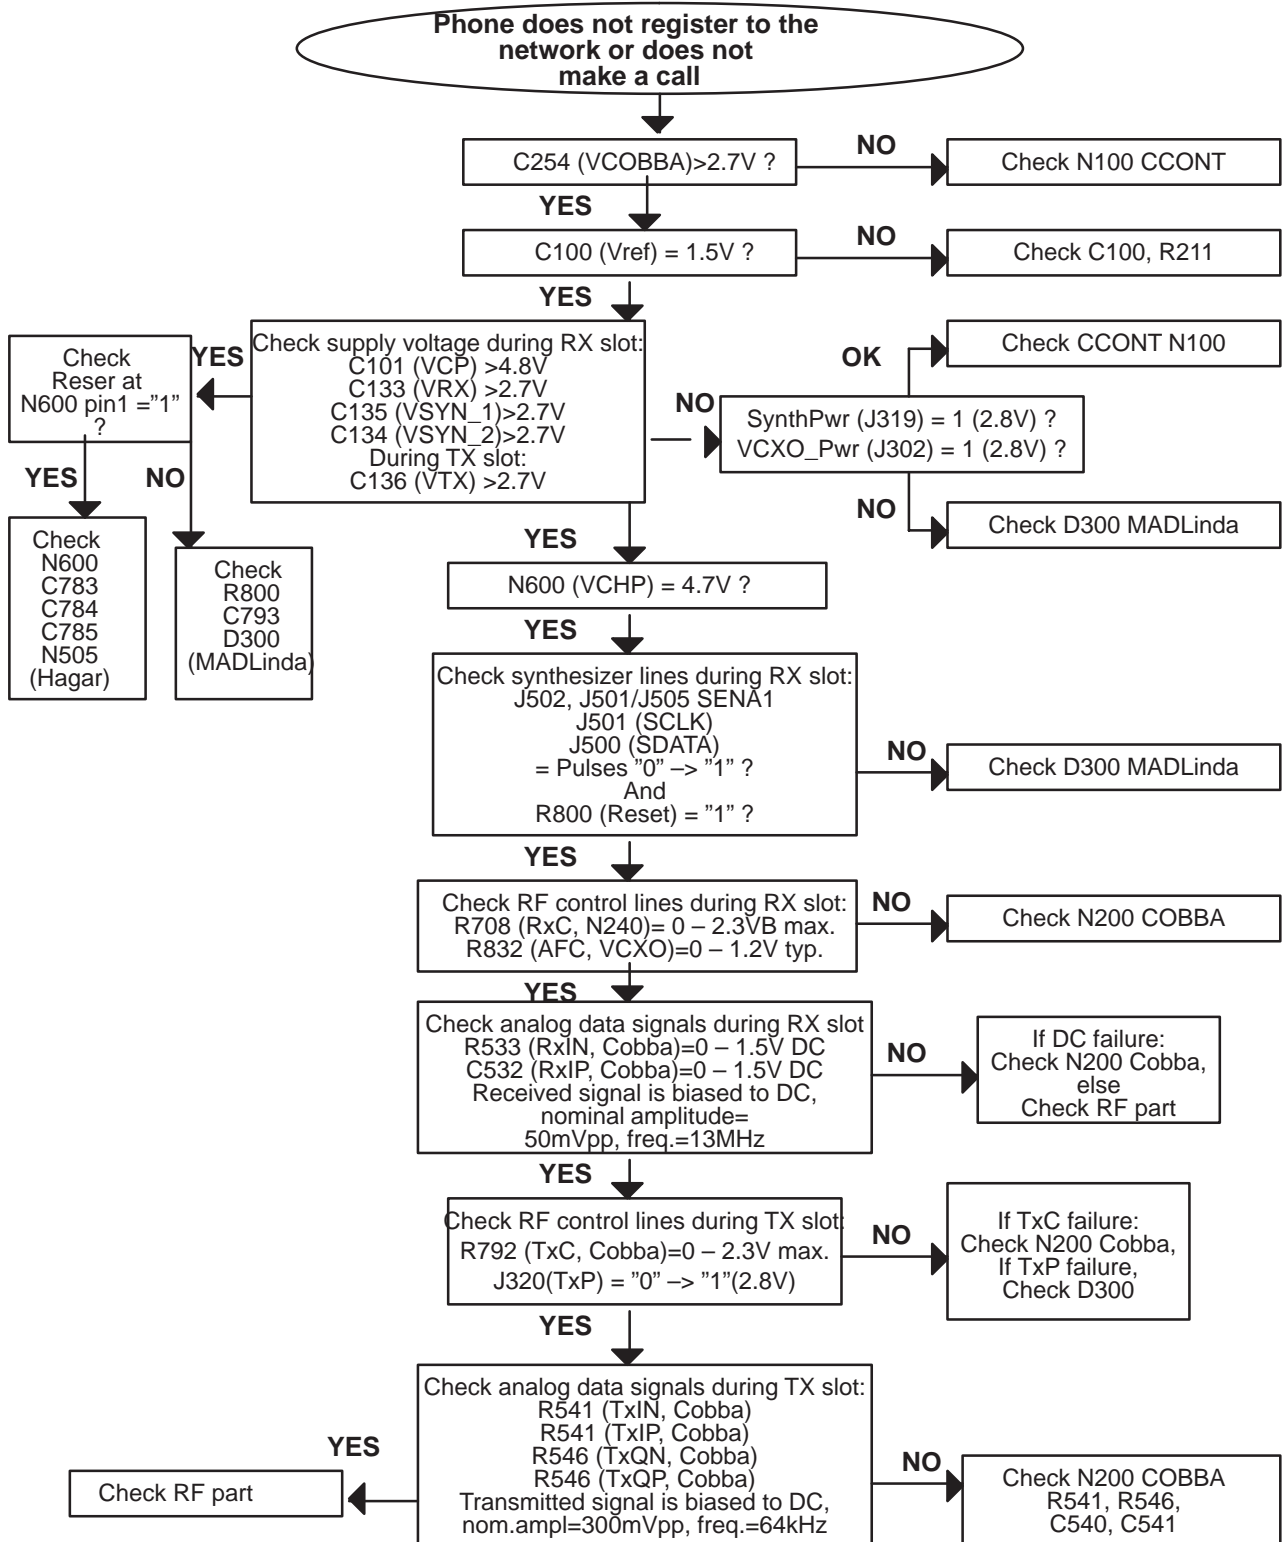 Phone does not register to the
network or does not
make a call
C254 (VCOBBA)>2.7V ?
NO
Check N100 CCONT
YES
C100 (Vref) = 1.5V ?
NO
Check C100, R211
YES
Check supply voltage during RX slot:
C101 (VCP) >4.8V
C133 (VRX) >2.7V
C135 (VSYN_1)>2.7V
C134 (VSYN_2)>2.7V
During TX slot:
C136 (VTX) >2.7V
YES
Check
Reser at
N600 pin1 =”1”
?
YES
NO
Check
N600
C783
C784
C785
N505
(Hagar)
Check
R800
C793
D300
(MADLinda)
NO
SynthPwr (J319) = 1 (2.8V) ?
VCXO_Pwr (J302) = 1 (2.8V) ?
OK
Check CCONT N100
NO
Check D300 MADLinda
YES
N600 (VCHP) = 4.7V ?
YES
Check synthesizer lines during RX slot:
J502, J501/J505 SENA1
J501 (SCLK)
J500 (SDATA)
= Pulses ”0” –> ”1” ?
And
R800 (Reset) = ”1” ?
NO
Check D300 MADLinda
YES
Check RF control lines during RX slot:
R708 (RxC, N240)= 0 – 2.3VB max.
R832 (AFC, VCXO)=0 – 1.2V typ.
NO
Check N200 COBBA
YES
Check analog data signals during RX slot
R533 (RxIN, Cobba)=0 – 1.5V DC
C532 (RxIP, Cobba)=0 – 1.5V DC
Received signal is biased to DC,
nominal amplitude=
50mVpp, freq.=13MHz
NO
If DC failure:
Check N200 Cobba,
else
Check RF part
YES
Check RF control lines during TX slot:
R792 (TxC, Cobba)=0 – 2.3V max.
J320(TxP) = ”0” –> ”1”(2.8V)
NO
If TxC failure:
Check N200 Cobba,
If TxP failure,
Check D300
YES
Check analog data signals during TX slot:
R541 (TxIN, Cobba)
R541 (TxIP, Cobba)
R546 (TxQN, Cobba)
R546 (TxQP, Cobba)
Transmitted signal is biased to DC,
nom.ampl=300mVpp, freq.=64kHz
YES
Check RF part
NO
Check N200 COBBA
R541, R546,
C540, C541